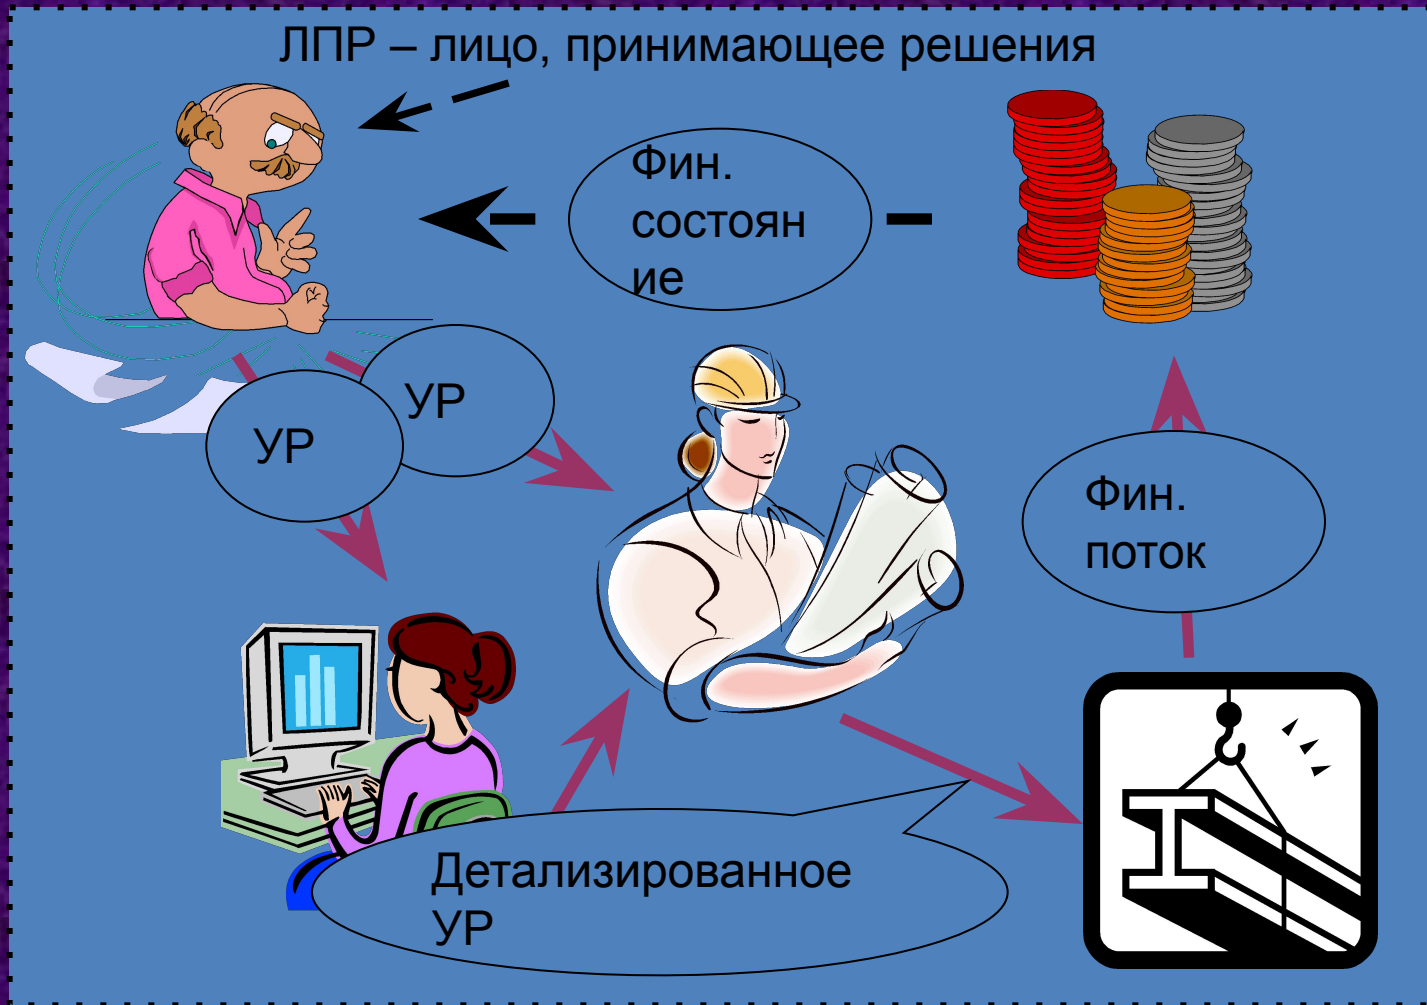 ЛПР – лицо, принимающее решения
Фин.
состоян
ие
УР
УР
Фин.
поток
Детализированное
УР